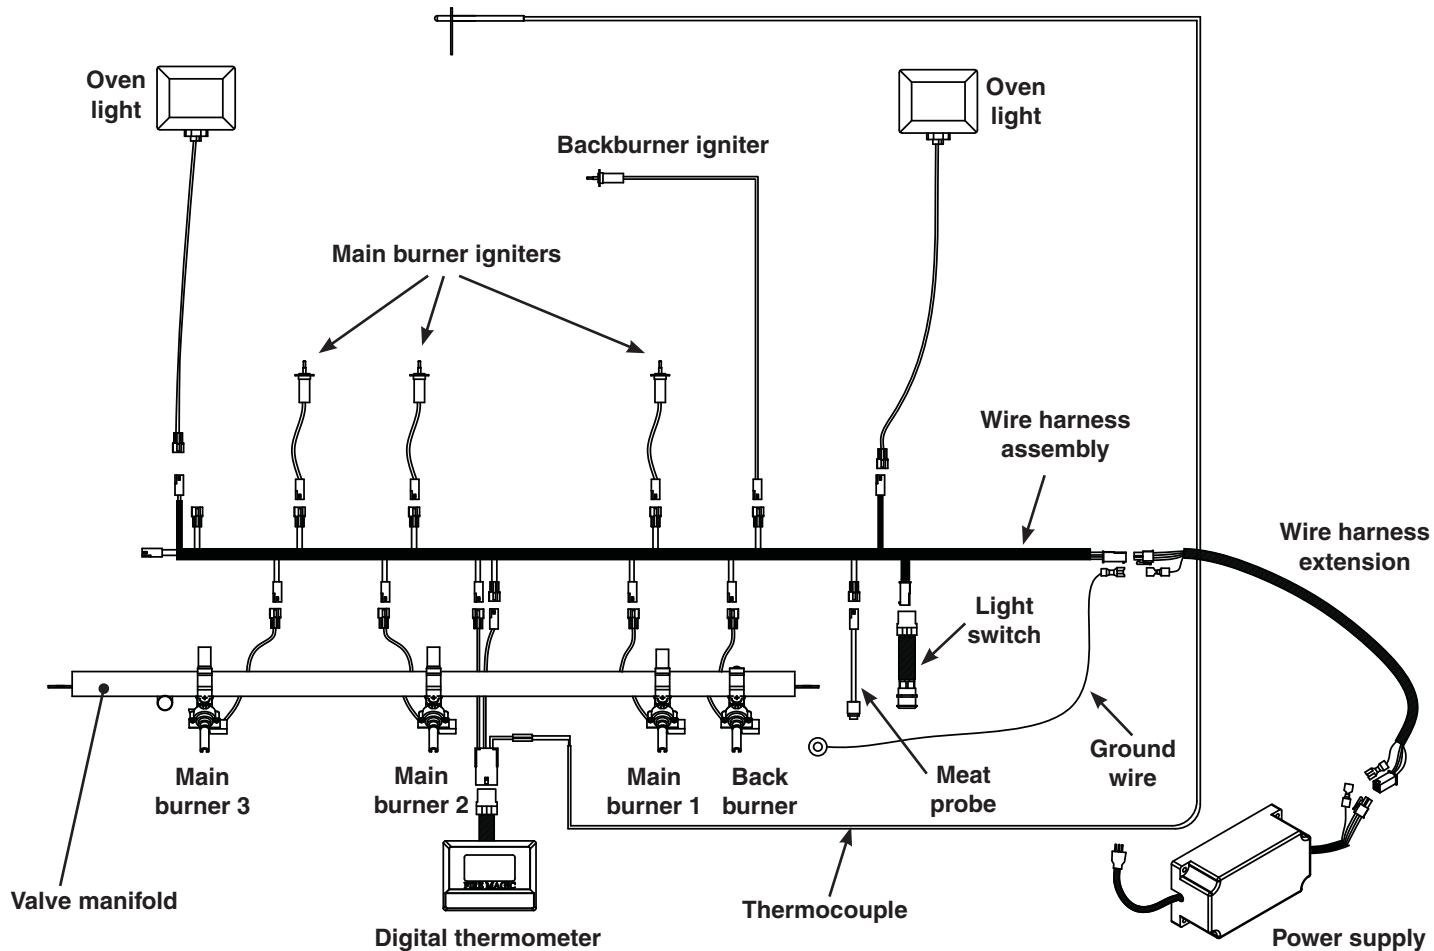 Oven
light
Oven
light
Backburner igniter
Main burner igniters
Wire harness
assembly
Wire harness
extension
Light
switch
Ground
wire
Meat
probe
Main
burner 3
Main
burner 2
Main
burner 1
Back
burner
FIRE MAGIC
Valve manifold
Thermocouple
Digital thermometer
Power supply